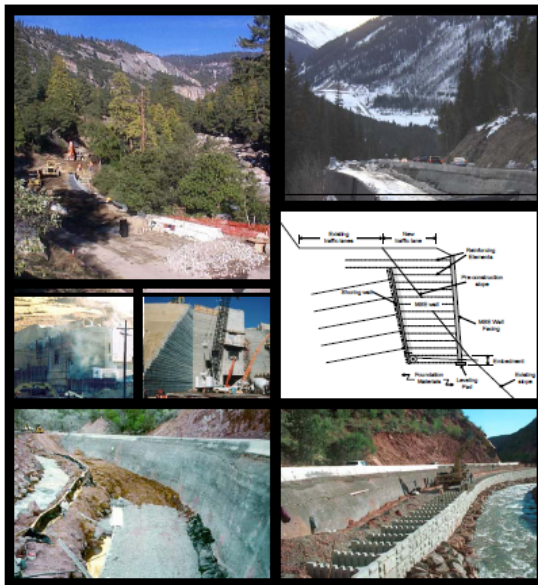 Existing
traffic lanes
New
traffic lane
Reinforcing
Elements
Pre-construction
slope
Shoring wall
MSE wall
MSE Wall
Facing
Embedment
Foundation
Materials
Leveling
Pad
Existing
slope